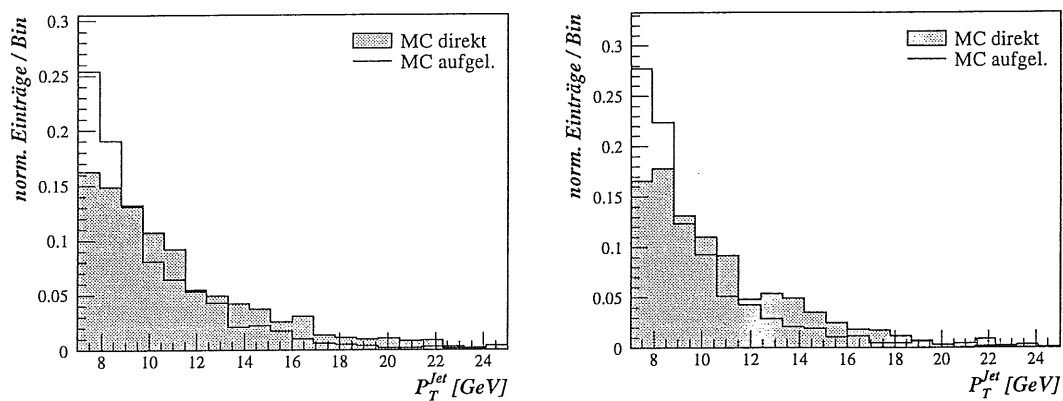 norm. Einträge / Bin
0.3
0.25
0.2
0.15
0.1
0.05
0
MC direkt
MC aufgel.
8 10 12 14 16 18 20 22 24
P_T^Jet [GeV]
norm. Einträge / Bin
0.3
0.25
0.2
0.15
0.1
0.05
0
MC direkt
MC aufgel.
8 10 12 14 16 18 20 22 24
P_T^Jet [GeV]